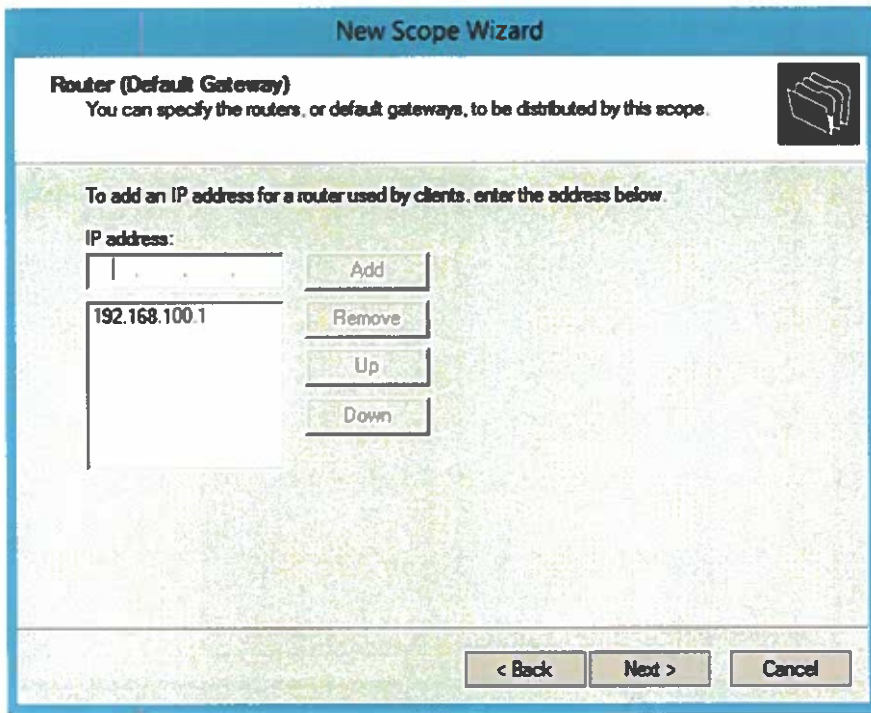 New Scope Wizard
Router (Default Gateway)
You can specify the routers, or default gateways, to be distributed by this scope.
To add an IP address for a router used by clients, enter the address below.
IP address:
. . . Add
192.168.100.1 Remove
Up
Down
< Back Next > Cancel